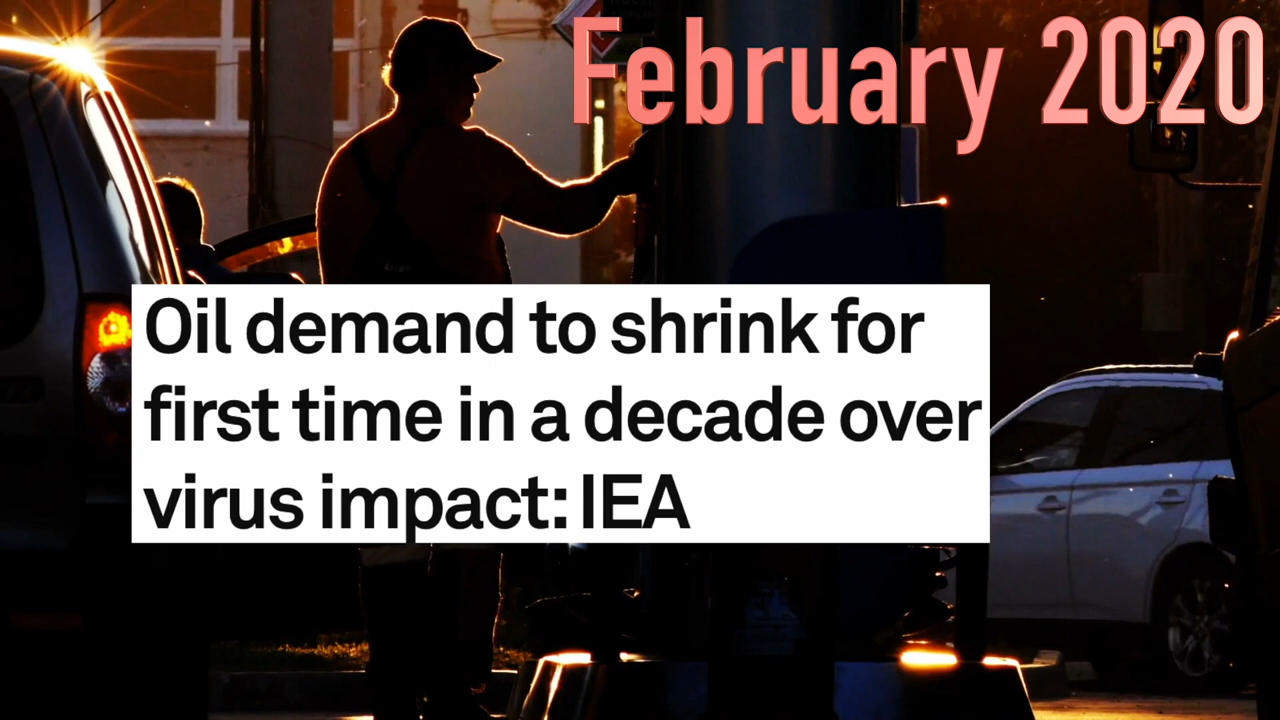 February 2020
Oil demand to shrink for
first time in a decade over
virus impact: IEA